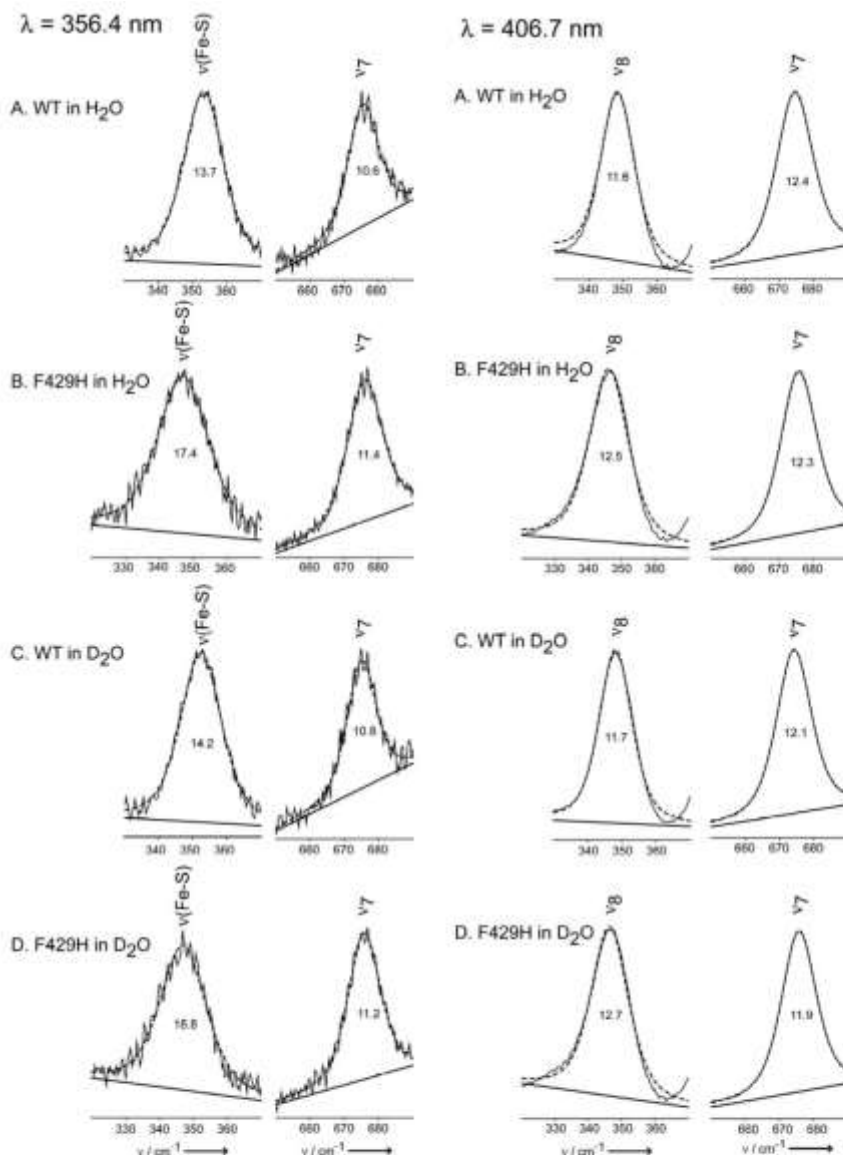 λ = 356.4 nm
ν(Fe-S)
ν7
A. WT in H2O
13.7
10.6
340 350 360
660 670 680
ν(Fe-S)
ν7
B. F429H in H2O
17.4
11.4
330 340 350 360
660 670 680
ν(Fe-S)
ν7
C. WT in D2O
14.2
10.8
340 350 360
660 670 680
ν(Fe-S)
ν7
D. F429H in D2O
11.2
330 340 350 360
660 670 680
ν / cm-1
ν / cm-1
λ = 406.7 nm
ν8
ν7
A. WT in H2O
11.6
12.4
340 350 360
660 670 680
ν8
ν7
B. F429H in H2O
12.5
12.3
330 340 350 360
660 670 680
ν8
ν7
C. WT in D2O
11.7
12.1
340 350 360
660 670 680
ν8
ν7
D. F429H in D2O
12.7
11.9
330 340 350 360
660 670 680
ν / cm-1
ν / cm-1